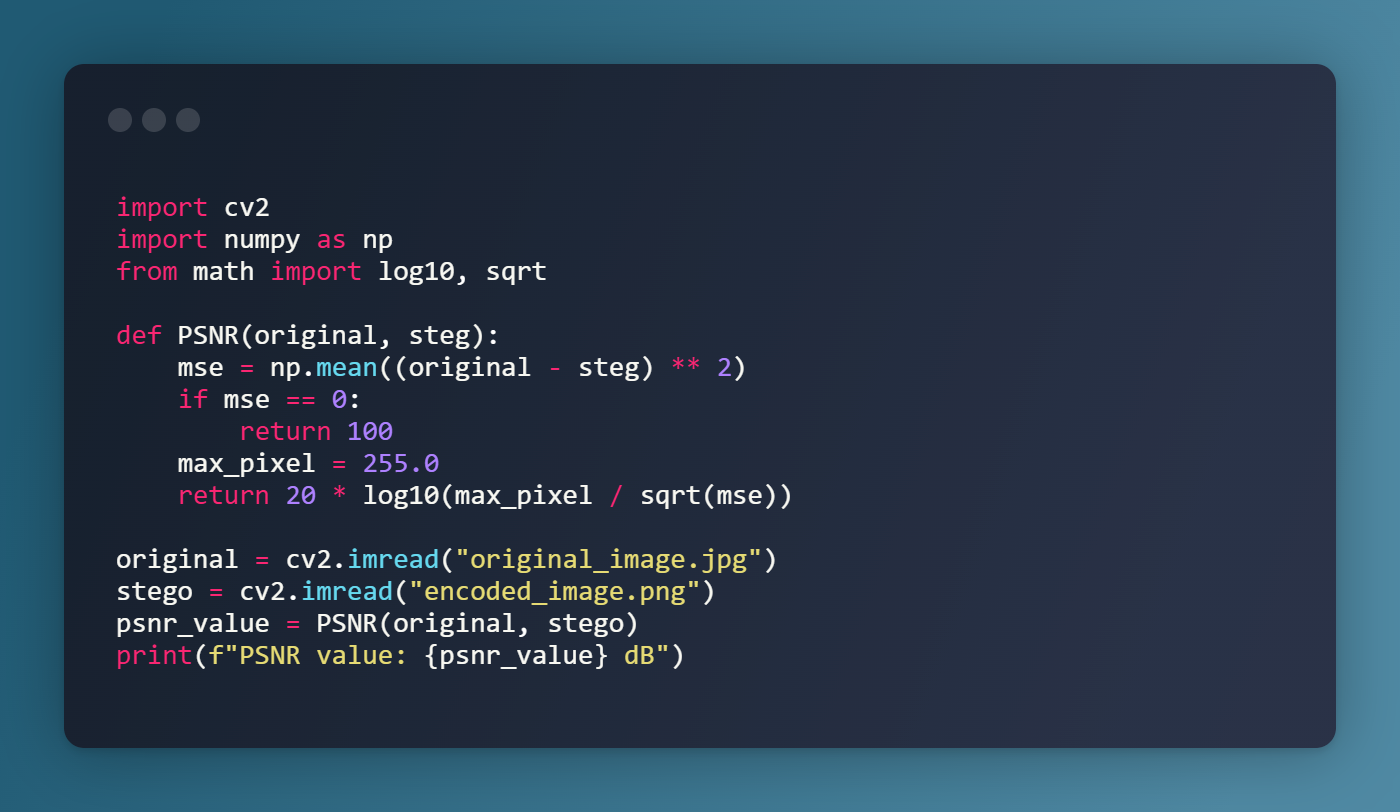 import cv2
import numpy as np
from math import log10, sqrt

def PSNR(original, steg):
    mse = np.mean((original - steg) ** 2)
    if mse == 0:
        return 100
    max_pixel = 255.0
    return 20 * log10(max_pixel / sqrt(mse))

original = cv2.imread("original_image.jpg")
stego = cv2.imread("encoded_image.png")
psnr_value = PSNR(original, stego)
print(f"PSNR value: {psnr_value} dB")